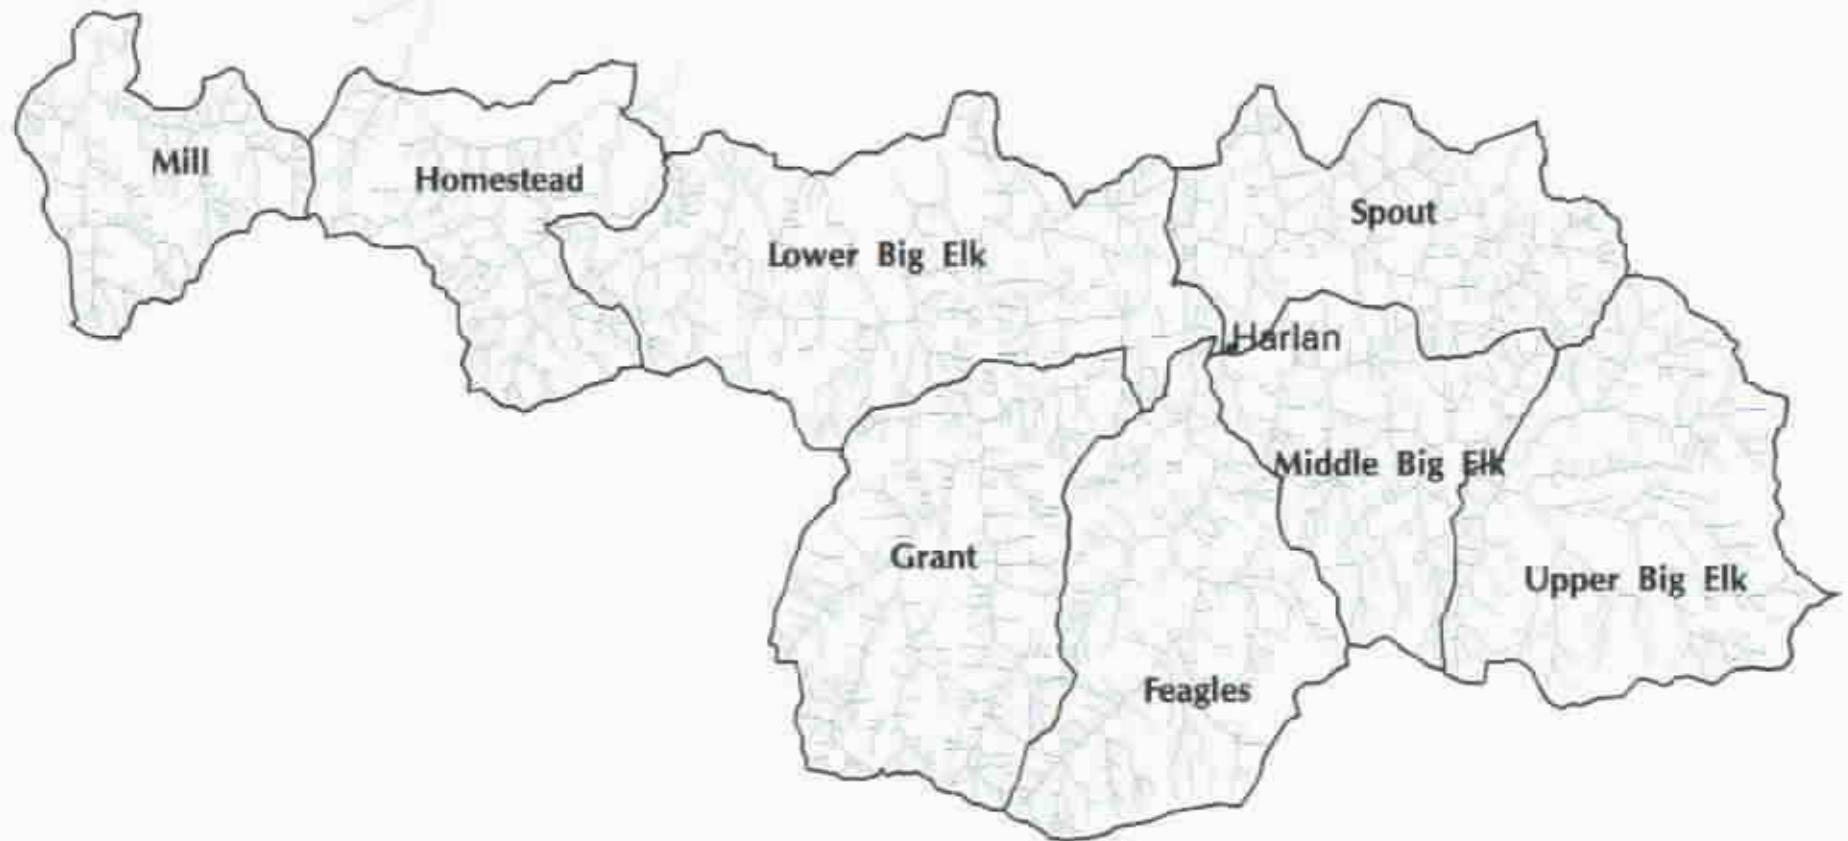 Mill
Homestead
Spout
Lower Big Elk
Harlan
Middle Big Elk
Grant
Upper Big Elk
Feagles